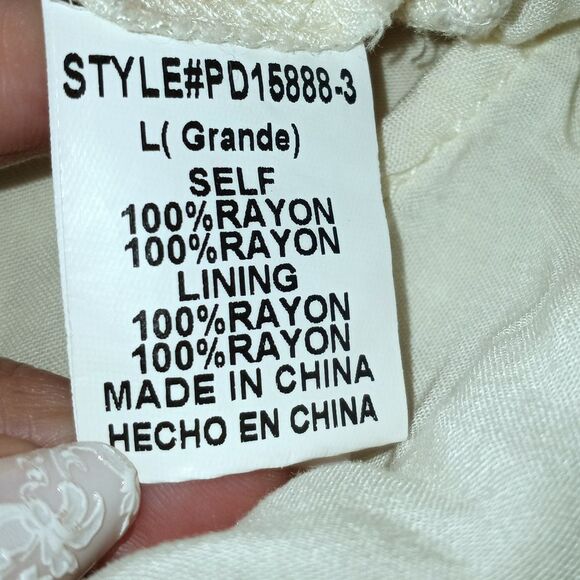 STYLE#PD15888-3
L( Grande)
SELF
100%RAYON
100%RAYON
LINING
100%RAYON
100%RAYON
MADE IN CHINA
HECHO EN CHINA